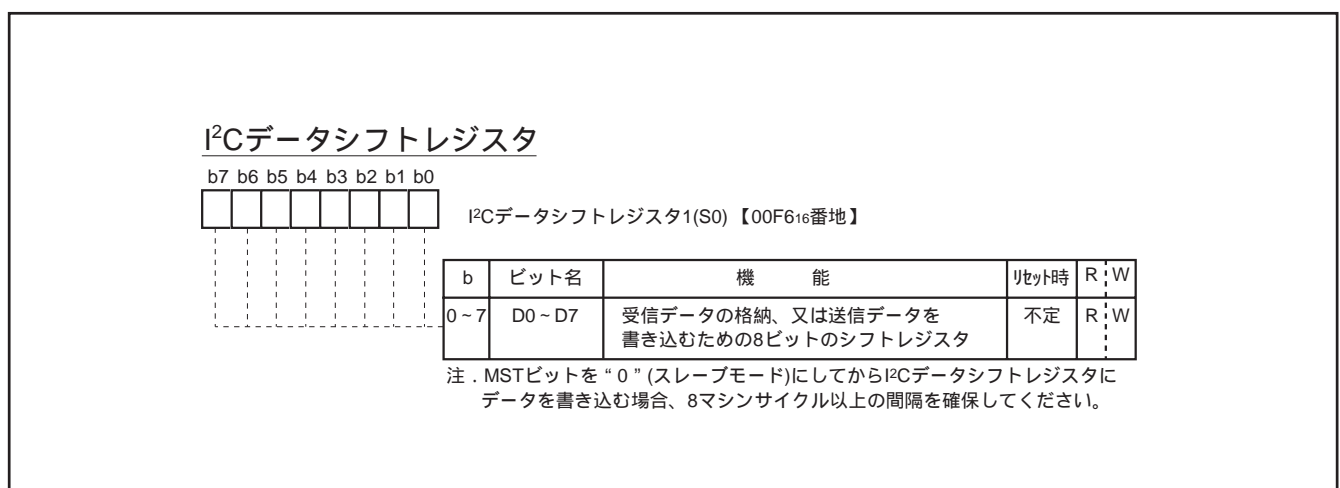 I²Cデータシフトレジスタ
b7 b6 b5 b4 b3 b2 b1 b0
I²Cデータシフトレジスタ1(S0)【00F6₁₆番地】
b ビット名 機 能 リセット時 R W
0～7 D0～D7 受信データの格納、又は送信データを 不定 R W
書き込むための8ビットのシフトレジスタ
注．MSTビットを“0”(スレーブモード)にしてからI²Cデータシフトレジスタに
データを書き込む場合、8マシンサイクル以上の間隔を確保してください。